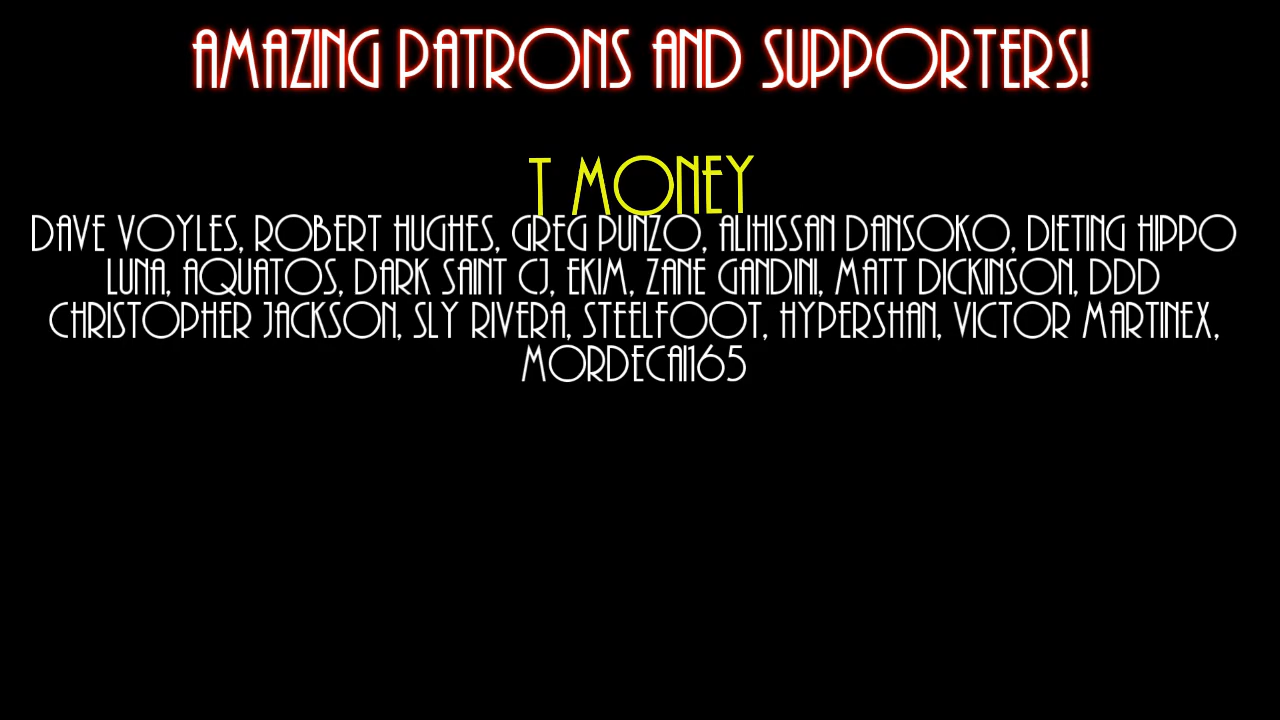 AMAZING PATRONS AND SUPPORTERS!
T MONEY
DAVE VOYLES, ROBERT HUGHES, GREG PUNZO, ALIHISSAN DANSOKO, DIETING HIPPO
LUNA, AQUATOS, DARK SAINT CJ, EKIM, ZANE GANDINI, MATT DICKINSON, DDD
CHRISTOPHER JACKSON, SLY RIVERA, STEELFOOT, HYPERSHAN, VICTOR MARTINEX,
MORDECAI165